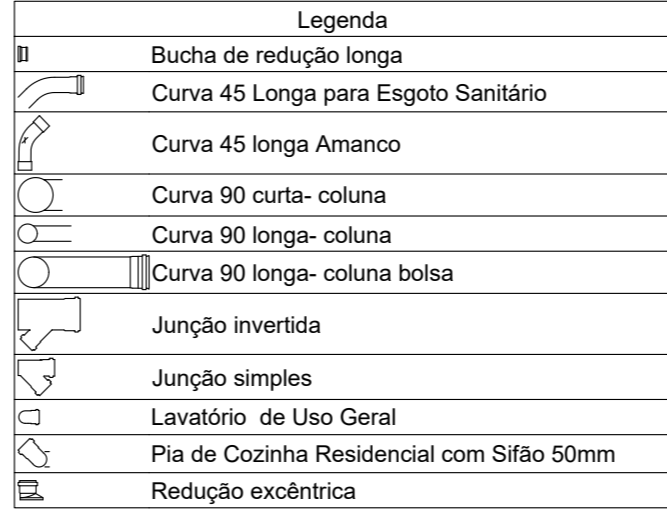 Legenda
Bucha de redução longa
Curva 45 Longa para Esgoto Sanitário
Curva 45 longa Amanco
Curva 90 curta- coluna
Curva 90 longa- coluna
Curva 90 longa- coluna bolsa
Junção invertida
Junção simples
Lavatório  de Uso Geral
Pia de Cozinha Residencial com Sifão 50mm
Redução excêntrica